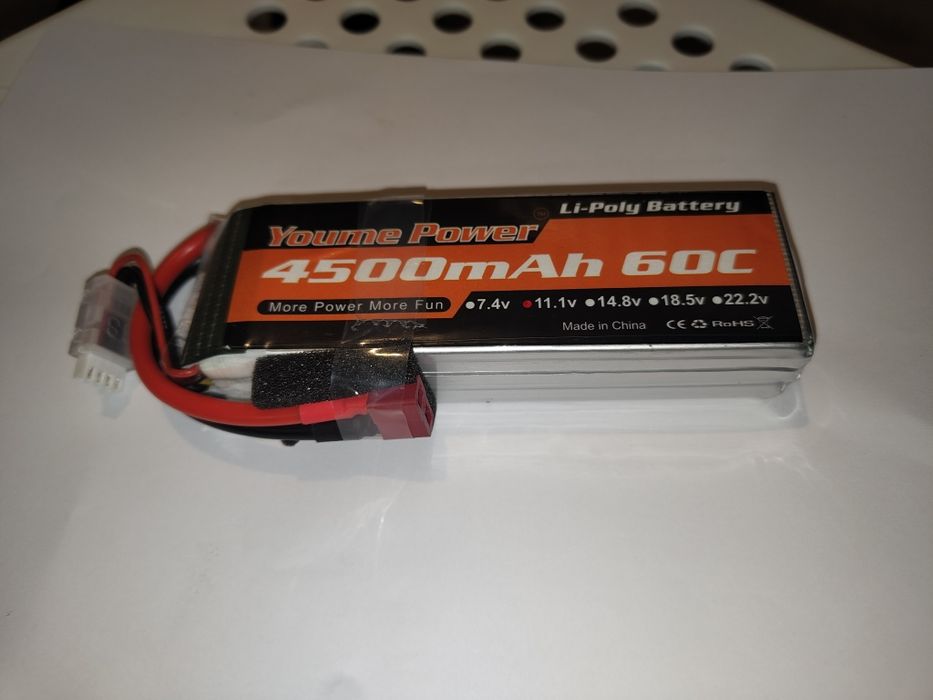 Li-Poly Battery
Youme Power™
4500mAh 60C
More Power More Fun ●7.4v ●11.1v ●14.8v ●18.5v ●22.2v
Made in China CE RoHS